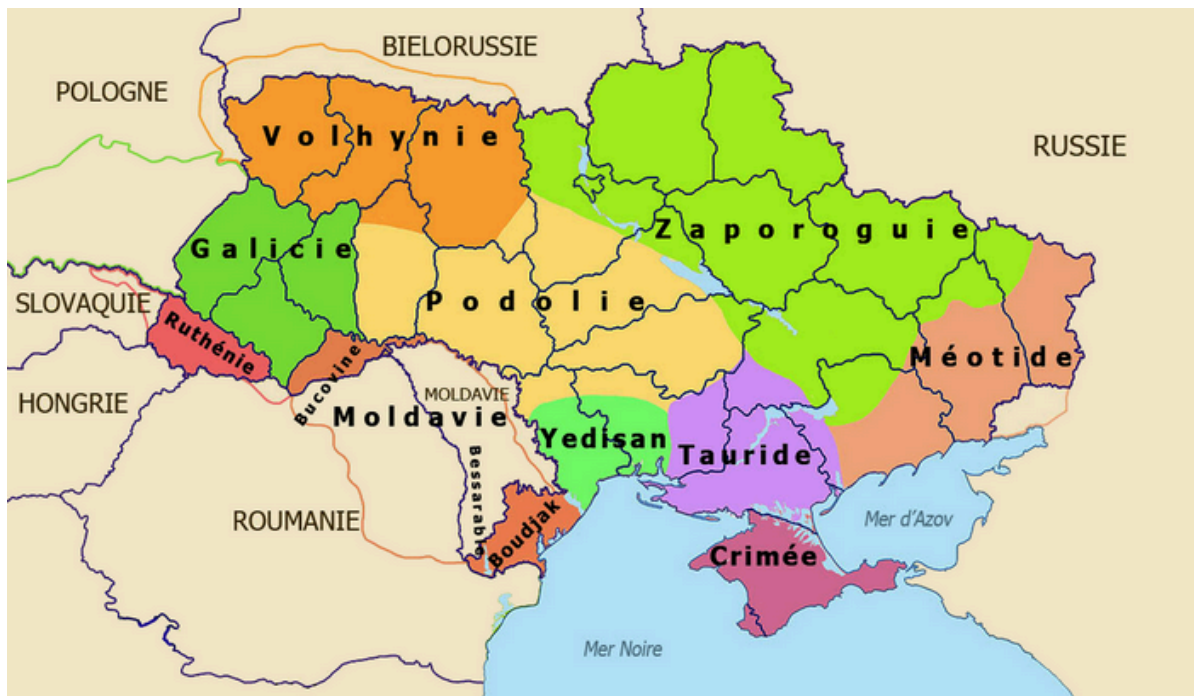 BIELORUSSIE
POLOGNE
Volhynie
RUSSIE
Zaporoguie
Galicie
SLOVAQUIE
Podolie
Ruthénie
Méotide
Bucovine
MOLDAVIE
HONGRIE
Moldavie
Yedisan
Tauride
Bessarabie
ROUMANIE
Mer d'Azov
Boudjak
Crimée
Mer Noire